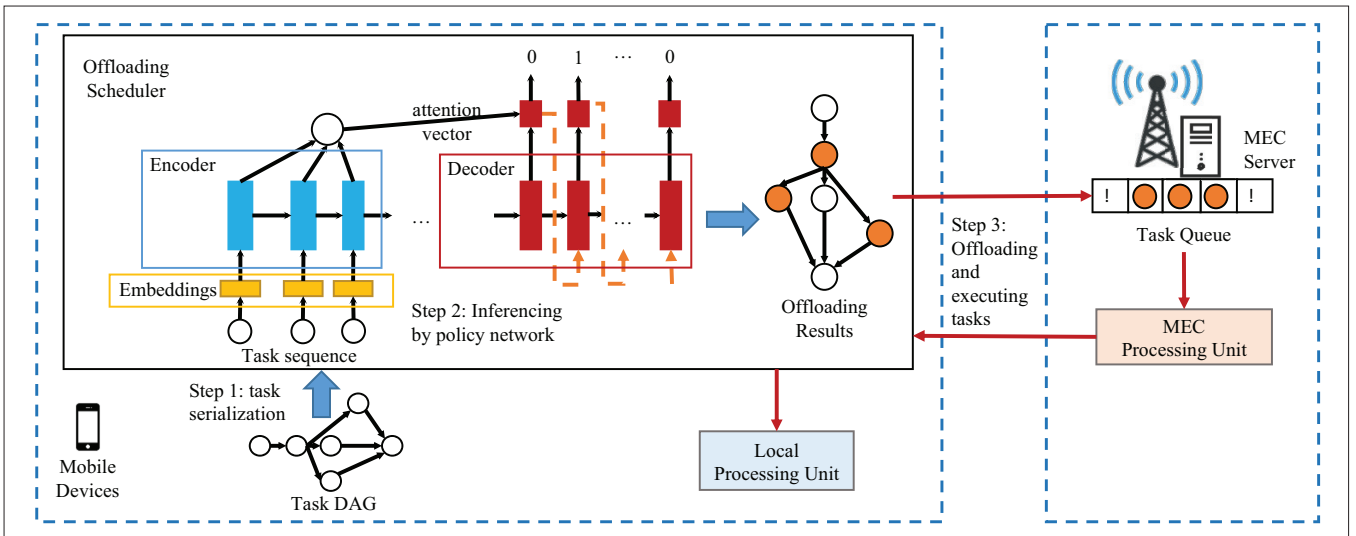 Offloading
Scheduler
0
1
...
0
attention
vector
Encoder
Decoder
...
...
Embeddings
Task sequence
Step 2: Inferencing
by policy network
Offloading
Results
Step 1: task
serialization
Mobile
Devices
Task DAG
Local
Processing Unit
Step 3:
Offloading
and
executing
tasks
MEC
Server
!
!
Task Queue
MEC
Processing Unit